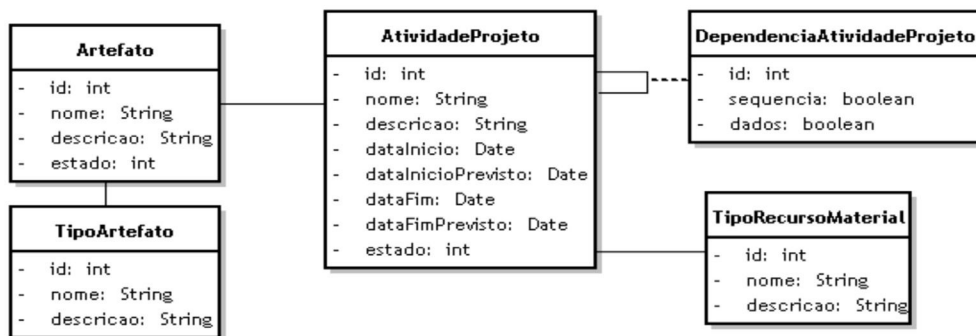 Artefato
- id: int
- nome: String
- descricao: String
- estado: int
TipoArtefato
- id: int
- nome: String
- descricao: String
AtividadeProjeto
- id: int
- nome: String
- descricao: String
- dataInicio: Date
- dataInicioPrevisto: Date
- dataFim: Date
- dataFimPrevisto: Date
- estado: int
DependenciaAtividadeProjeto
- id: int
- sequencia: boolean
- dados: boolean
TipoRecursoMaterial
- id: int
- nome: String
- descricao: String